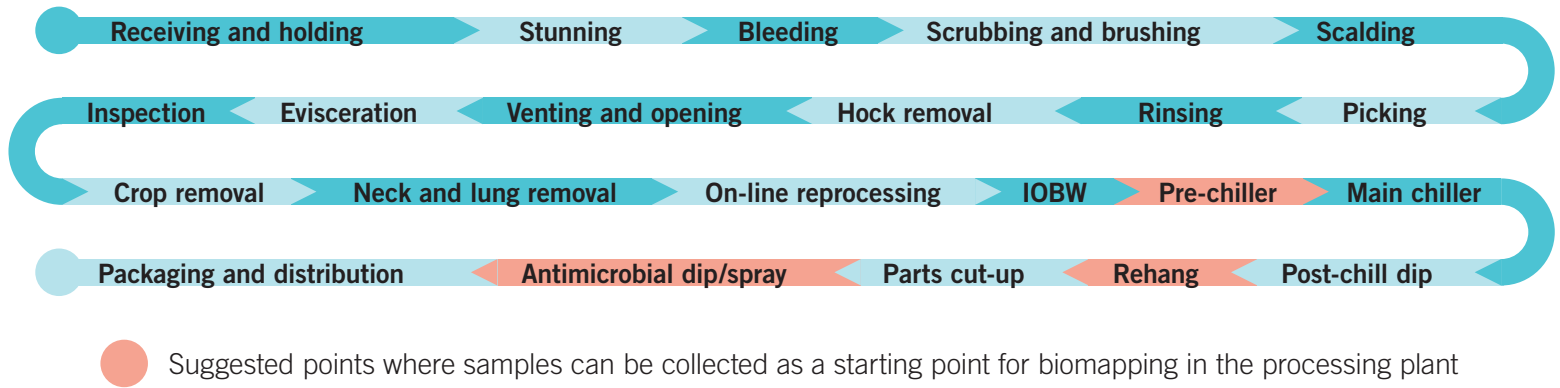 Receiving and holding Stunning Bleeding Scrubbing and brushing Scalding
Inspection Evisceration Venting and opening Hock removal Rinsing Picking
Crop removal Neck and lung removal On-line reprocessing IOBW Pre-chiller Main chiller
Packaging and distribution Antimicrobial dip/spray Parts cut-up Rehang Post-chill dip
Suggested points where samples can be collected as a starting point for biomapping in the processing plant